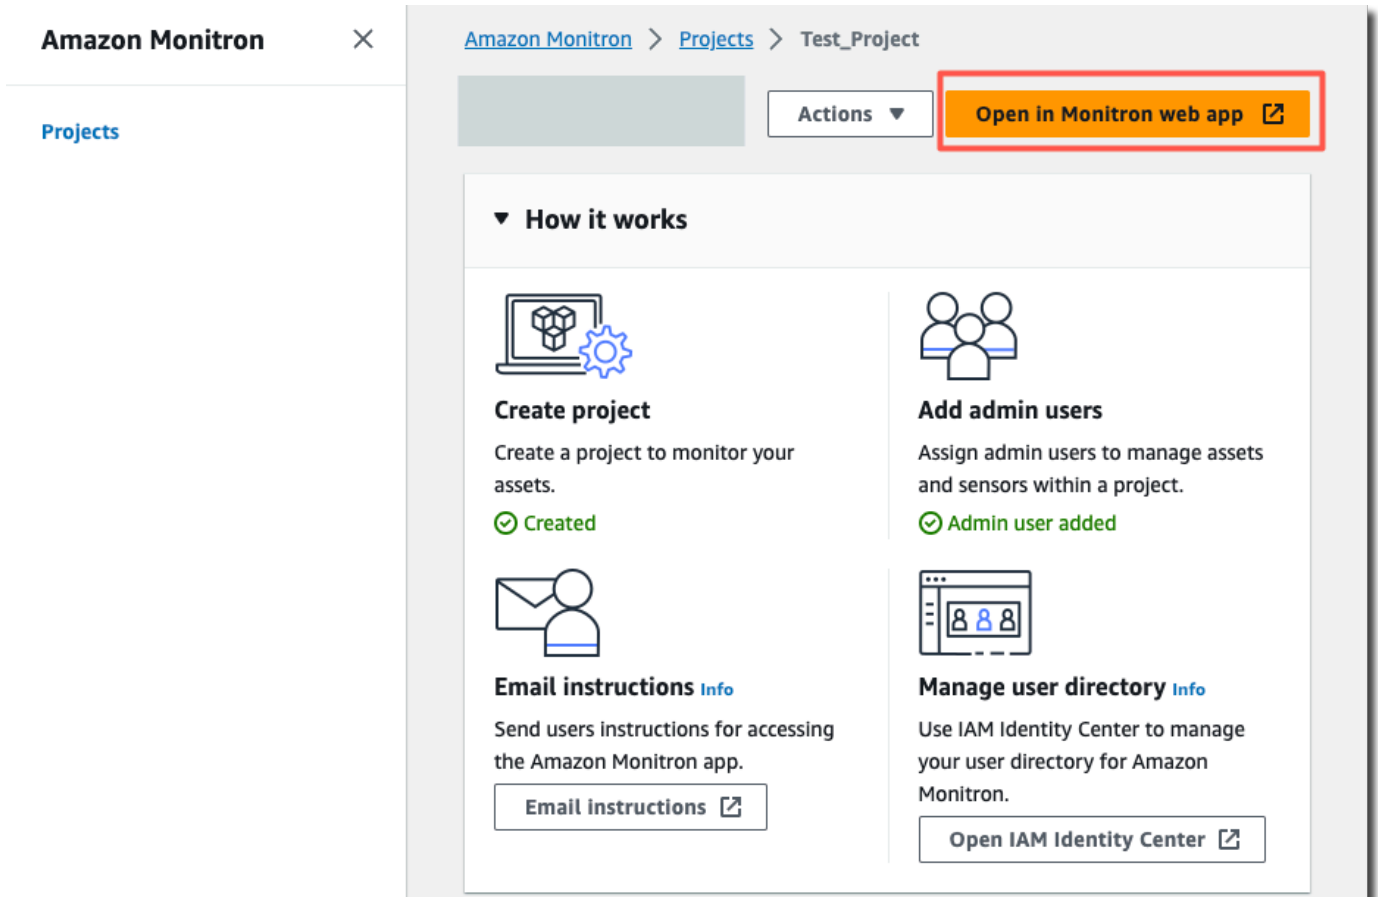 Amazon Monitron
Projects
Amazon Monitron > Projects > Test_Project
Actions
Open in Monitron web app
How it works
Create project
Create a project to monitor your
assets.
Created
Add admin users
Assign admin users to manage assets
and sensors within a project.
Admin user added
Email instructions Info
Send users instructions for accessing
the Amazon Monitron app.
Email instructions
Manage user directory Info
Use IAM Identity Center to manage
your user directory for Amazon
Monitron.
Open IAM Identity Center